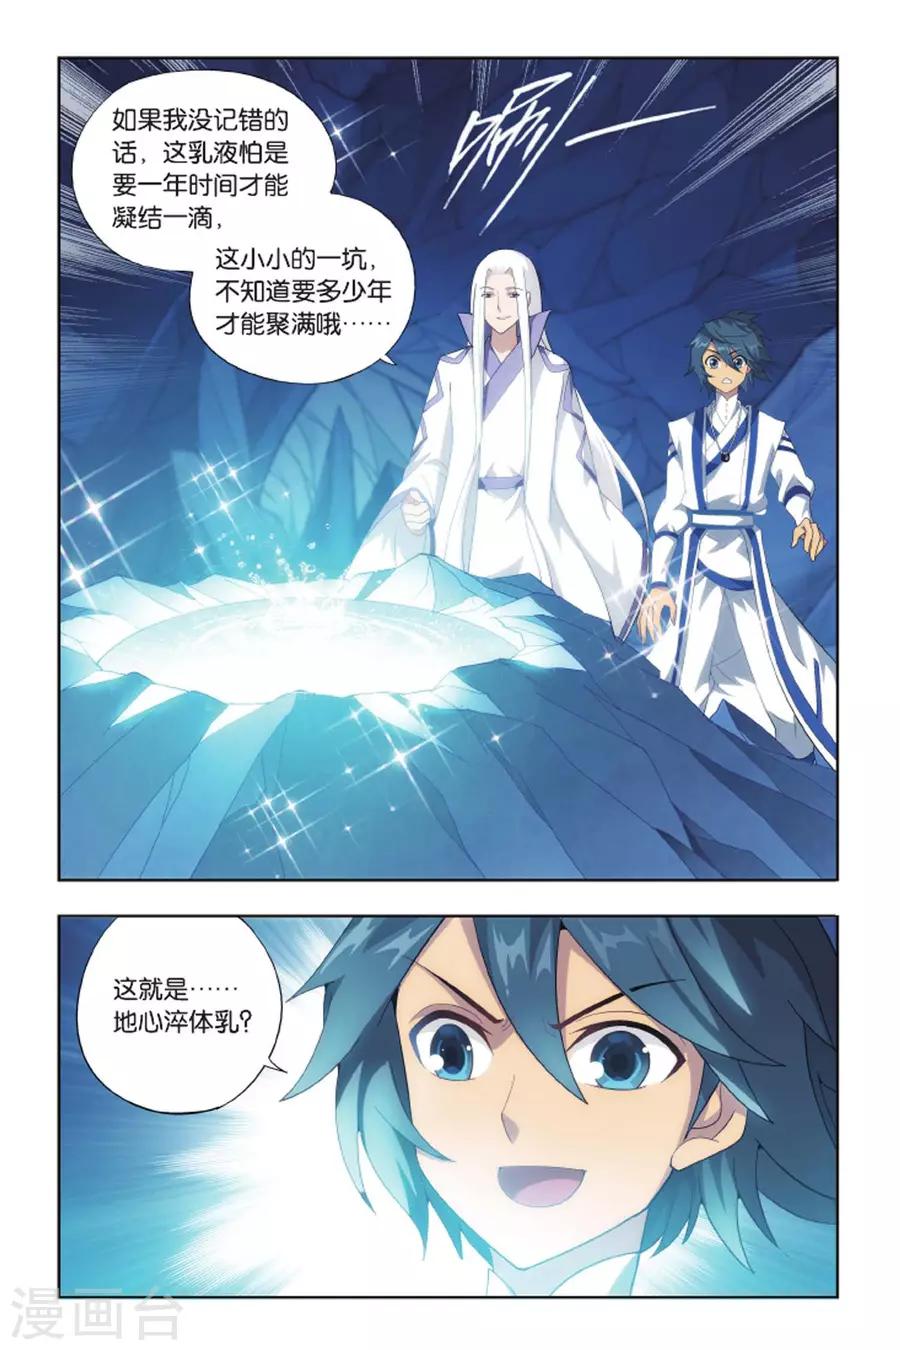 如果我没记错的
话，这乳液怕是
要一年时间才能
凝结一滴，
这小小的一坑，
不知道要多少年
才能聚满哦……
唰—
这就是……
地心淬体乳？
漫画台